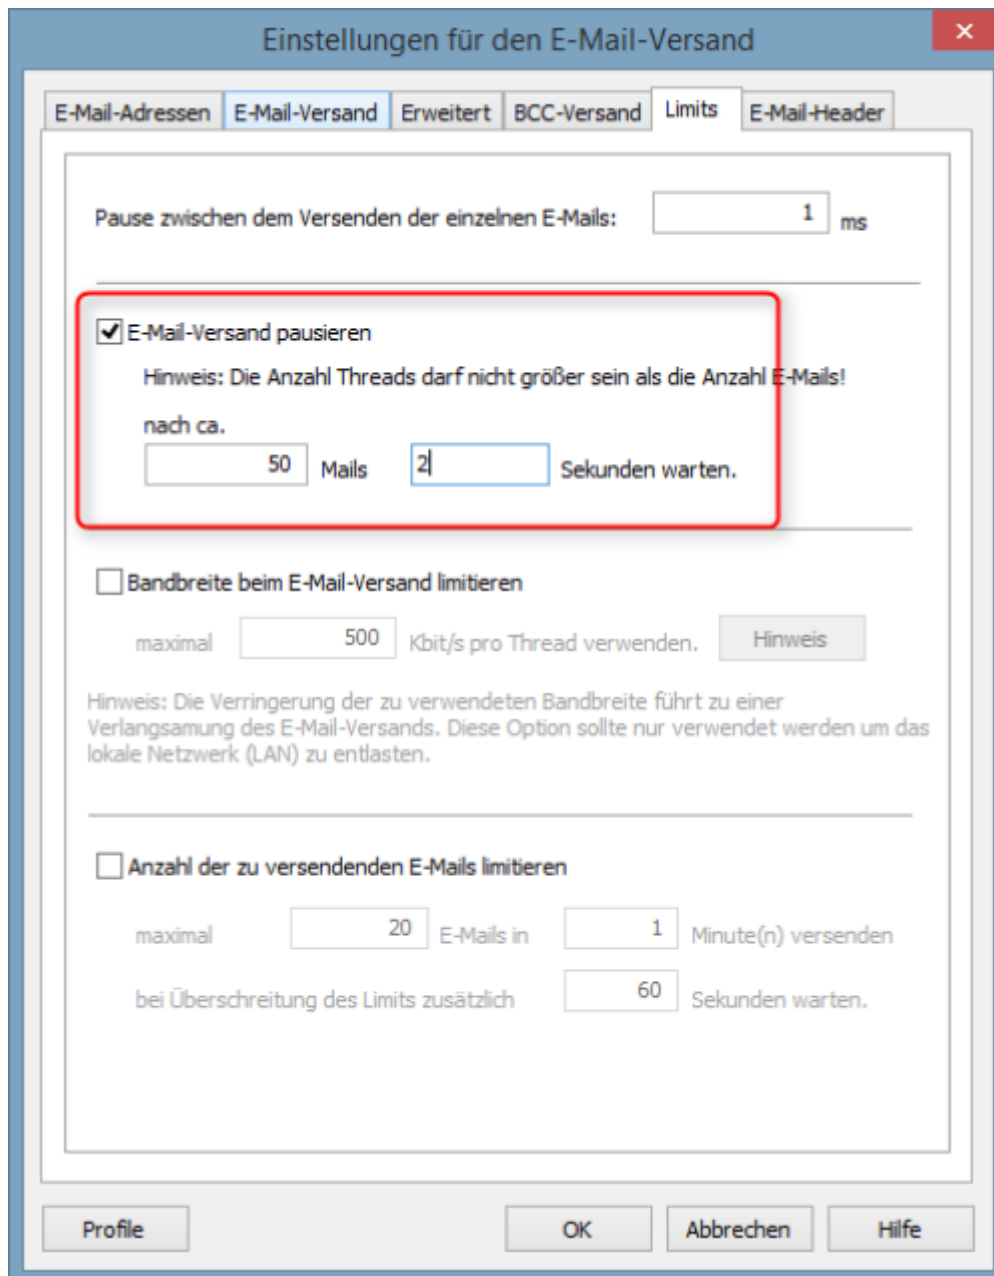 Einstellungen für den E-Mail-Versand
E-Mail-Adressen E-Mail-Versand Erweitert BCC-Versand Limits E-Mail-Header
Pause zwischen dem Versenden der einzelnen E-Mails: 1 ms
E-Mail-Versand pausieren
Hinweis: Die Anzahl Threads darf nicht größer sein als die Anzahl E-Mails!
nach ca.
50 Mails 2 Sekunden warten.
Bandbreite beim E-Mail-Versand limitieren
maximal 500 Kbit/s pro Thread verwenden. Hinweis
Hinweis: Die Verringerung der zu verwendeten Bandbreite führt zu einer
Verlangsamung des E-Mail-Versands. Diese Option sollte nur verwendet werden um das
lokale Netzwerk (LAN) zu entlasten.
Anzahl der zu versendenden E-Mails limitieren
maximal 20 E-Mails in 1 Minute(n) versenden
bei Überschreitung des Limits zusätzlich 60 Sekunden warten.
Profile OK Abbrechen Hilfe